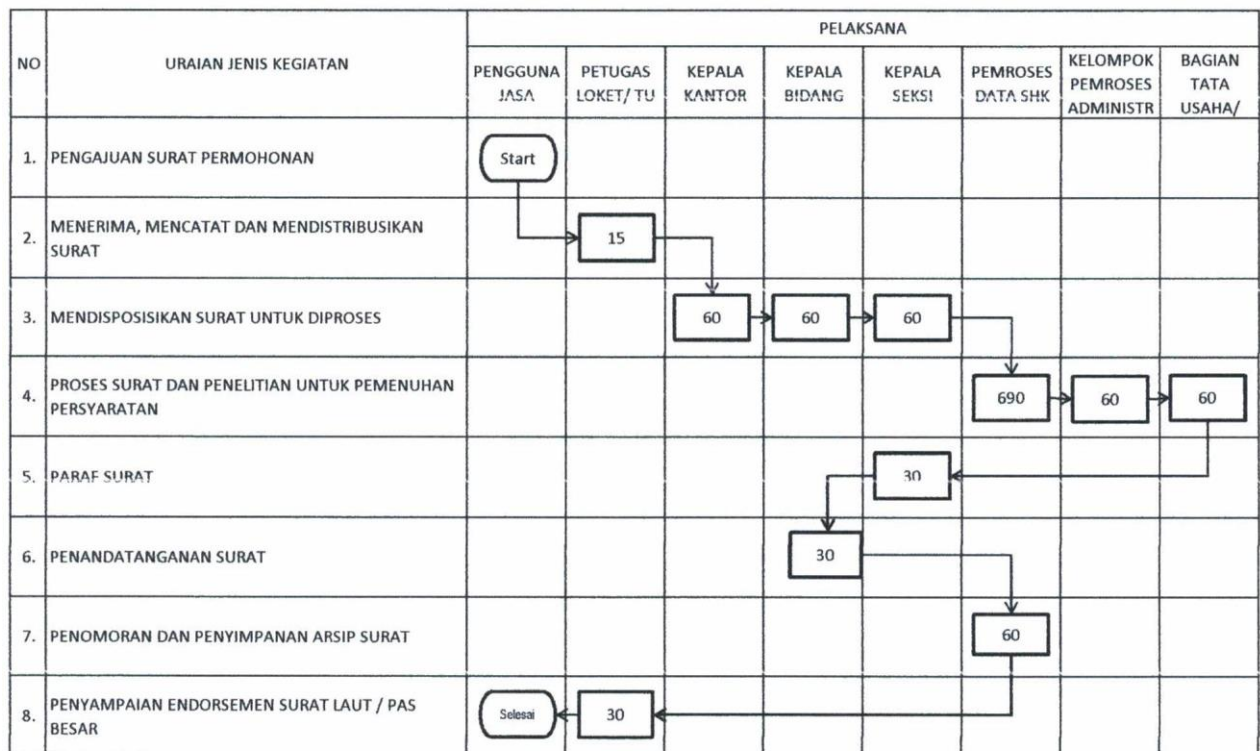 NO
URAIAN JENIS KEGIATAN
PELAKSANA
PENGGUNA
JASA
PETUGAS
LOKET/ TU
KEPALA
KANTOR
KEPALA
BIDANG
KEPALA
SEKSI
PEMROSES
DATA SHK
KELOMPOK
PEMROSES
ADMINISTR
BAGIAN
TATA
USAHA/
1. PENGAJUAN SURAT PERMOHONAN
Start
2. MENERIMA, MENCATAT DAN MENDISTRIBUSIKAN
SURAT
15
3. MENDISPOSISIKAN SURAT UNTUK DIPROSES
60 60 60
4. PROSES SURAT DAN PENELITIAN UNTUK PEMENUHAN
PERSYARATAN
690 60 60
5. PARAF SURAT
30
6. PENANDATANGANAN SURAT
30
7. PENOMORAN DAN PENYIMPANAN ARSIP SURAT
60
8. PENYAMPAIAN ENDORSEMEN SURAT LAUT / PAS
BESAR
Selesai 30